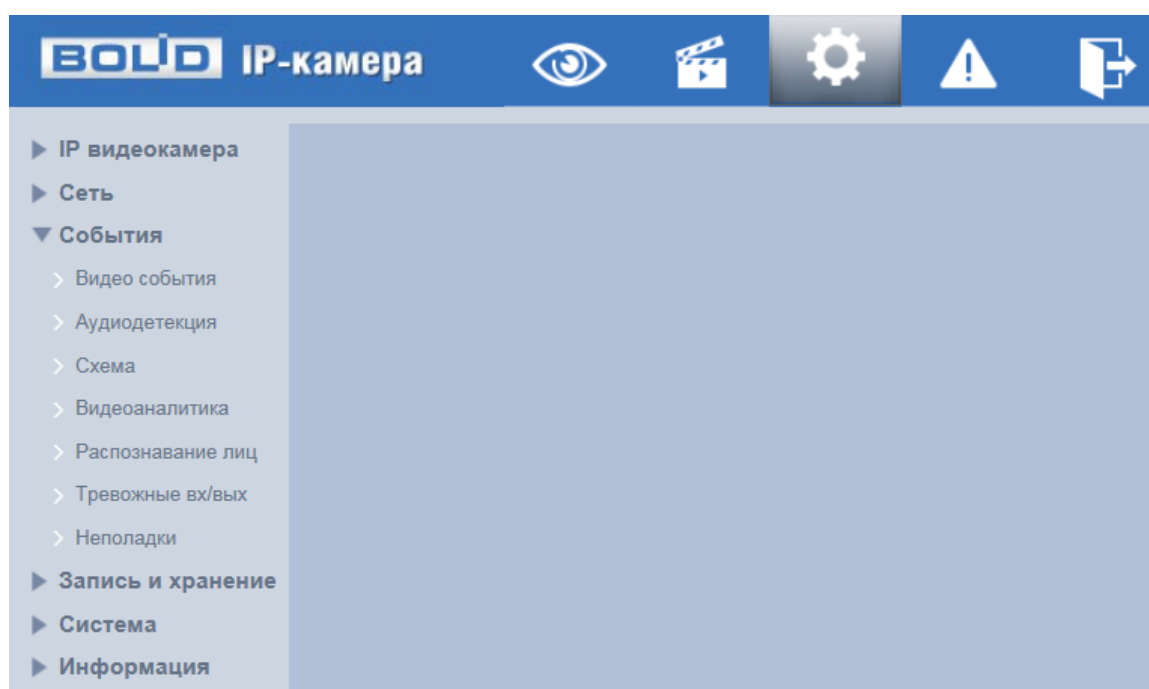 BOLID IP-камера
IP видеокамера
Сеть
События
Видео события
Аудиодетекция
Схема
Видеоаналитика
Распознавание лиц
Тревожные вх/вых
Неполадки
Запись и хранение
Система
Информация